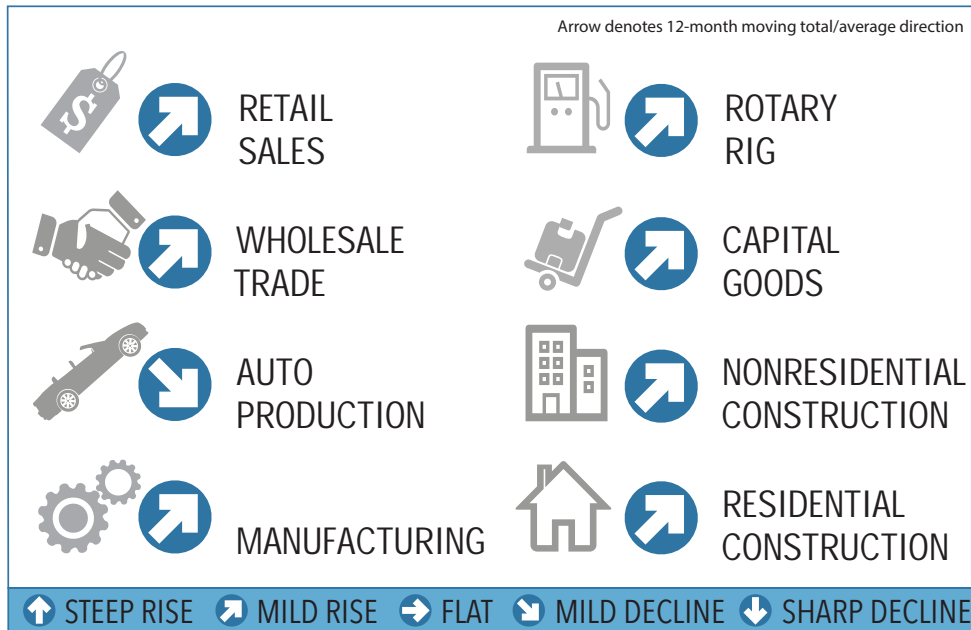 Arrow denotes 12-month moving total/average direction
$
RETAIL
SALES
ROTARY
RIG
WHOLESALE
TRADE
CAPITAL
GOODS
AUTO
PRODUCTION
NONRESIDENTIAL
CONSTRUCTION
MANUFACTURING
RESIDENTIAL
CONSTRUCTION
STEEP RISE MILD RISE FLAT MILD DECLINE SHARP DECLINE